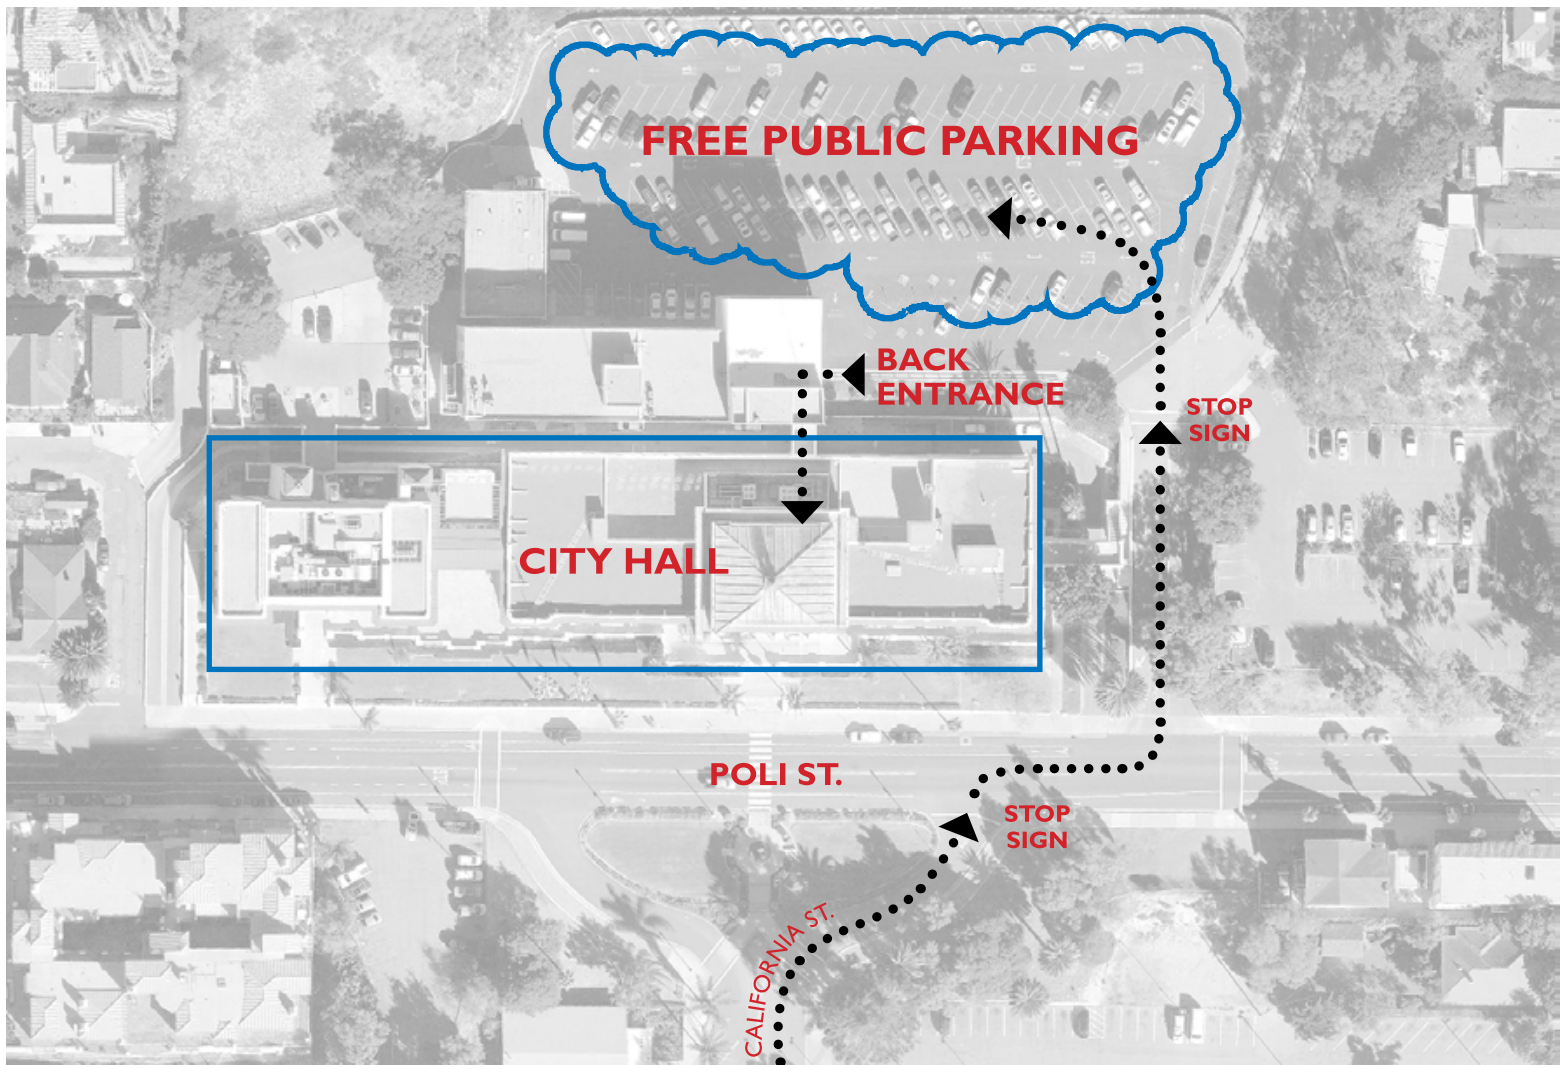 FREE PUBLIC PARKING
BACK
ENTRANCE
STOP
SIGN
CITY HALL
POLI ST.
STOP
SIGN
CALIFORNIA ST.